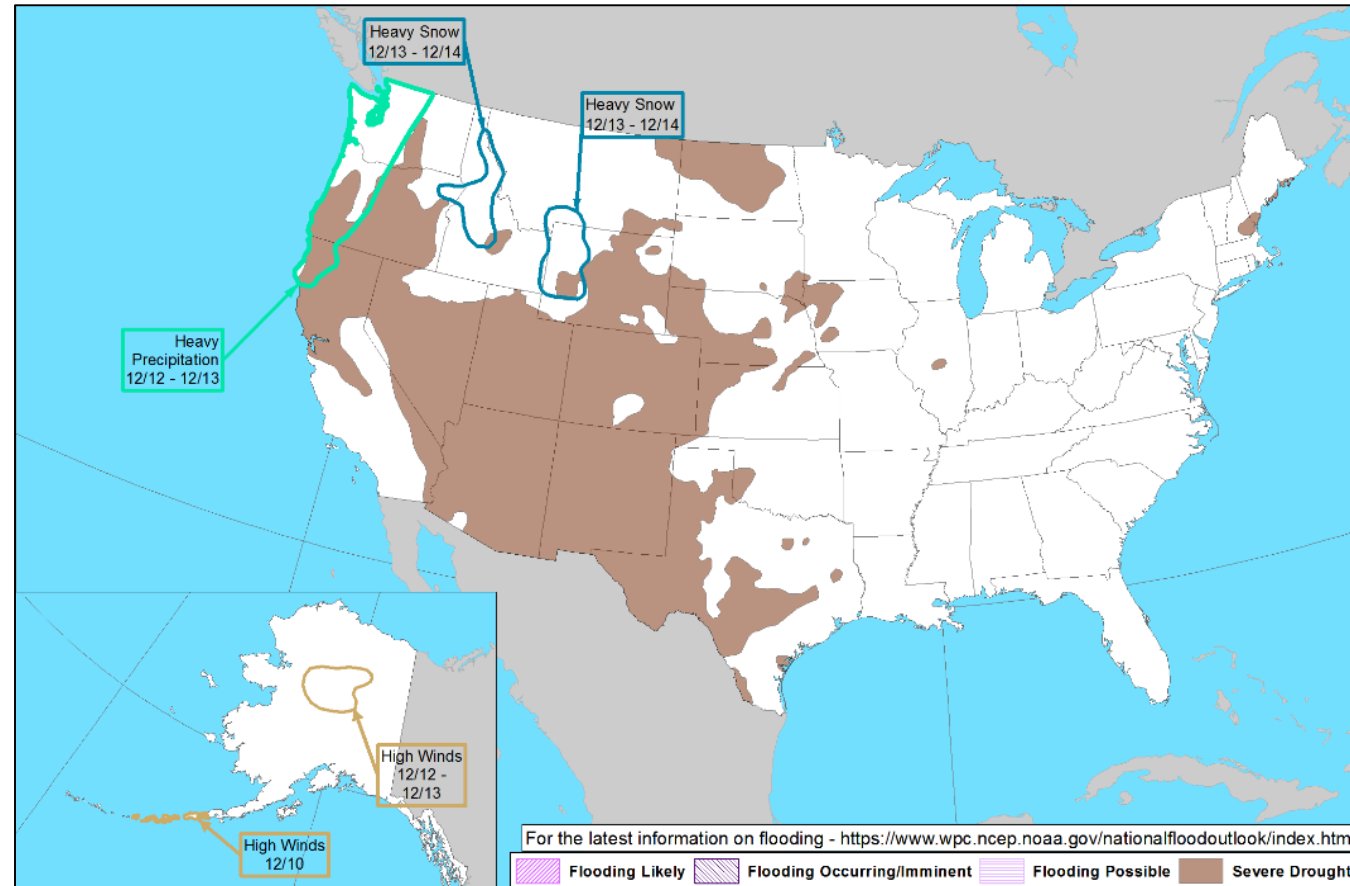 Heavy Snow
12/13 - 12/14
Heavy Snow
12/13 - 12/14
Heavy
Precipitation
12/12 - 12/13
High Winds
12/12 -
12/13
High Winds
12/10
For the latest information on flooding - https://www.wpc.ncep.noaa.gov/nationalfloodoutlook/index.htm
Flooding Likely
Flooding Occurring/Imminent
Flooding Possible
Severe Drought